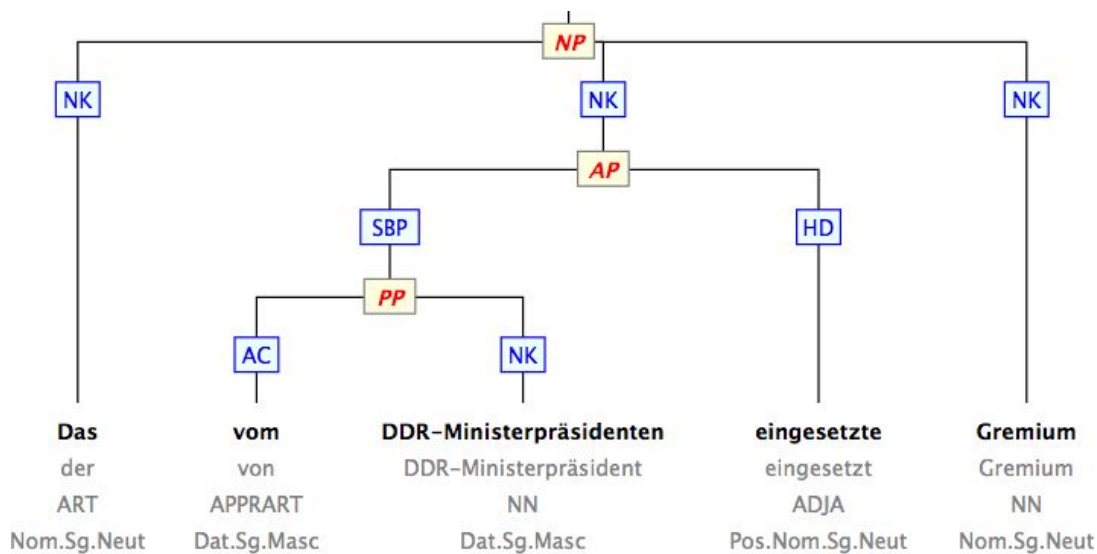 NP
NK NK NK
AP
SBP HD
PP
AC NK
Das vom DDR-Ministerpräsidenten eingesetzte Gremium
der von DDR-Ministerpräsident eingesetzt Gremium
ART APPRART NN ADJA NN
Nom.Sg.Neut Dat.Sg.Masc Dat.Sg.Masc Pos.Nom.Sg.Neut Nom.Sg.Neut